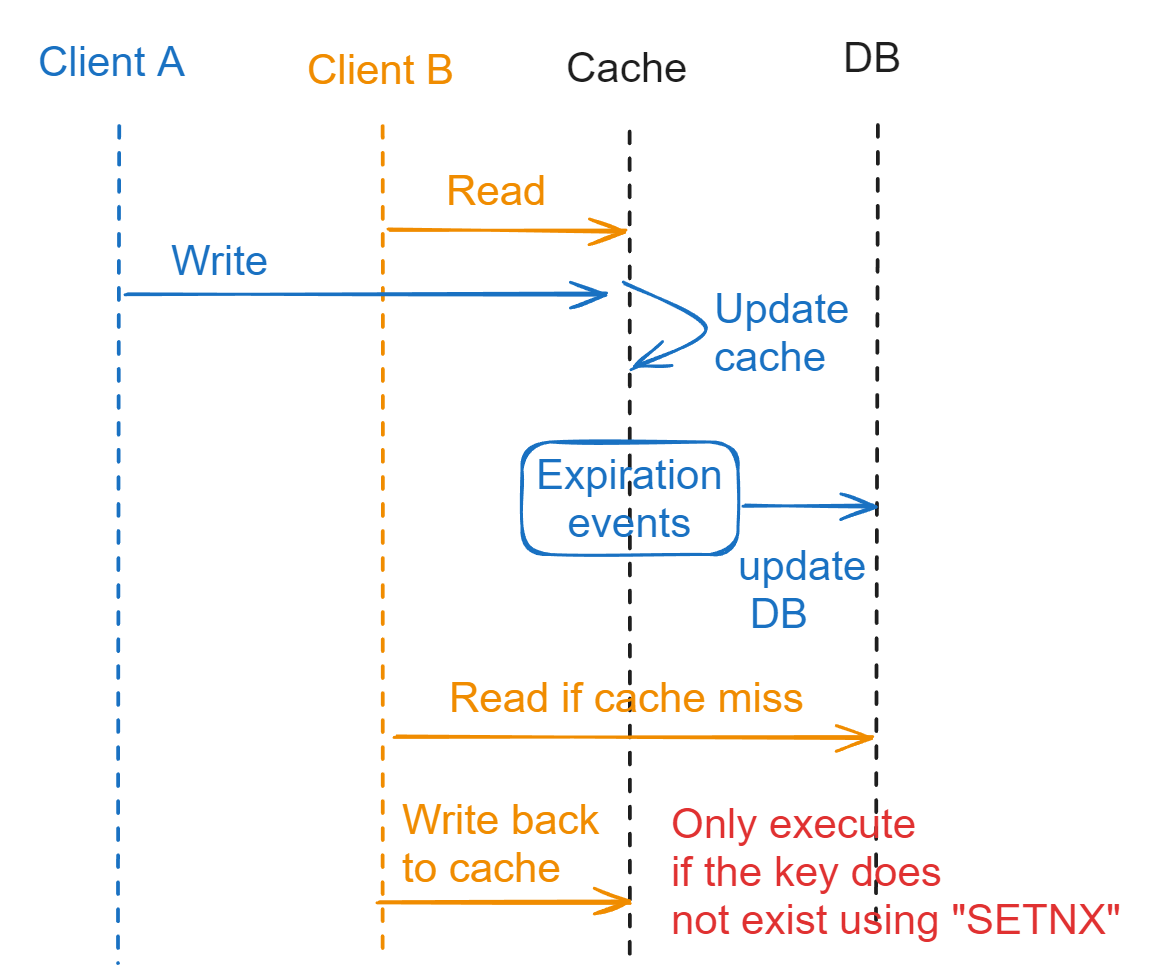 Client A
Client B
Cache
DB
Read
Write
Update
cache
Expiration
events
update
DB
Read if cache miss
Write back
to cache
Only execute
if the key does
not exist using "SETNX"